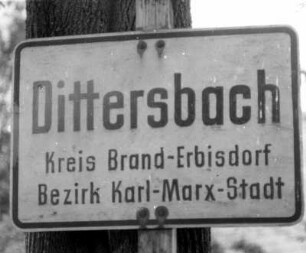 Dittersbach
Kreis Brand-Erbisdorf
Bezirk Karl-Marx-Stadt